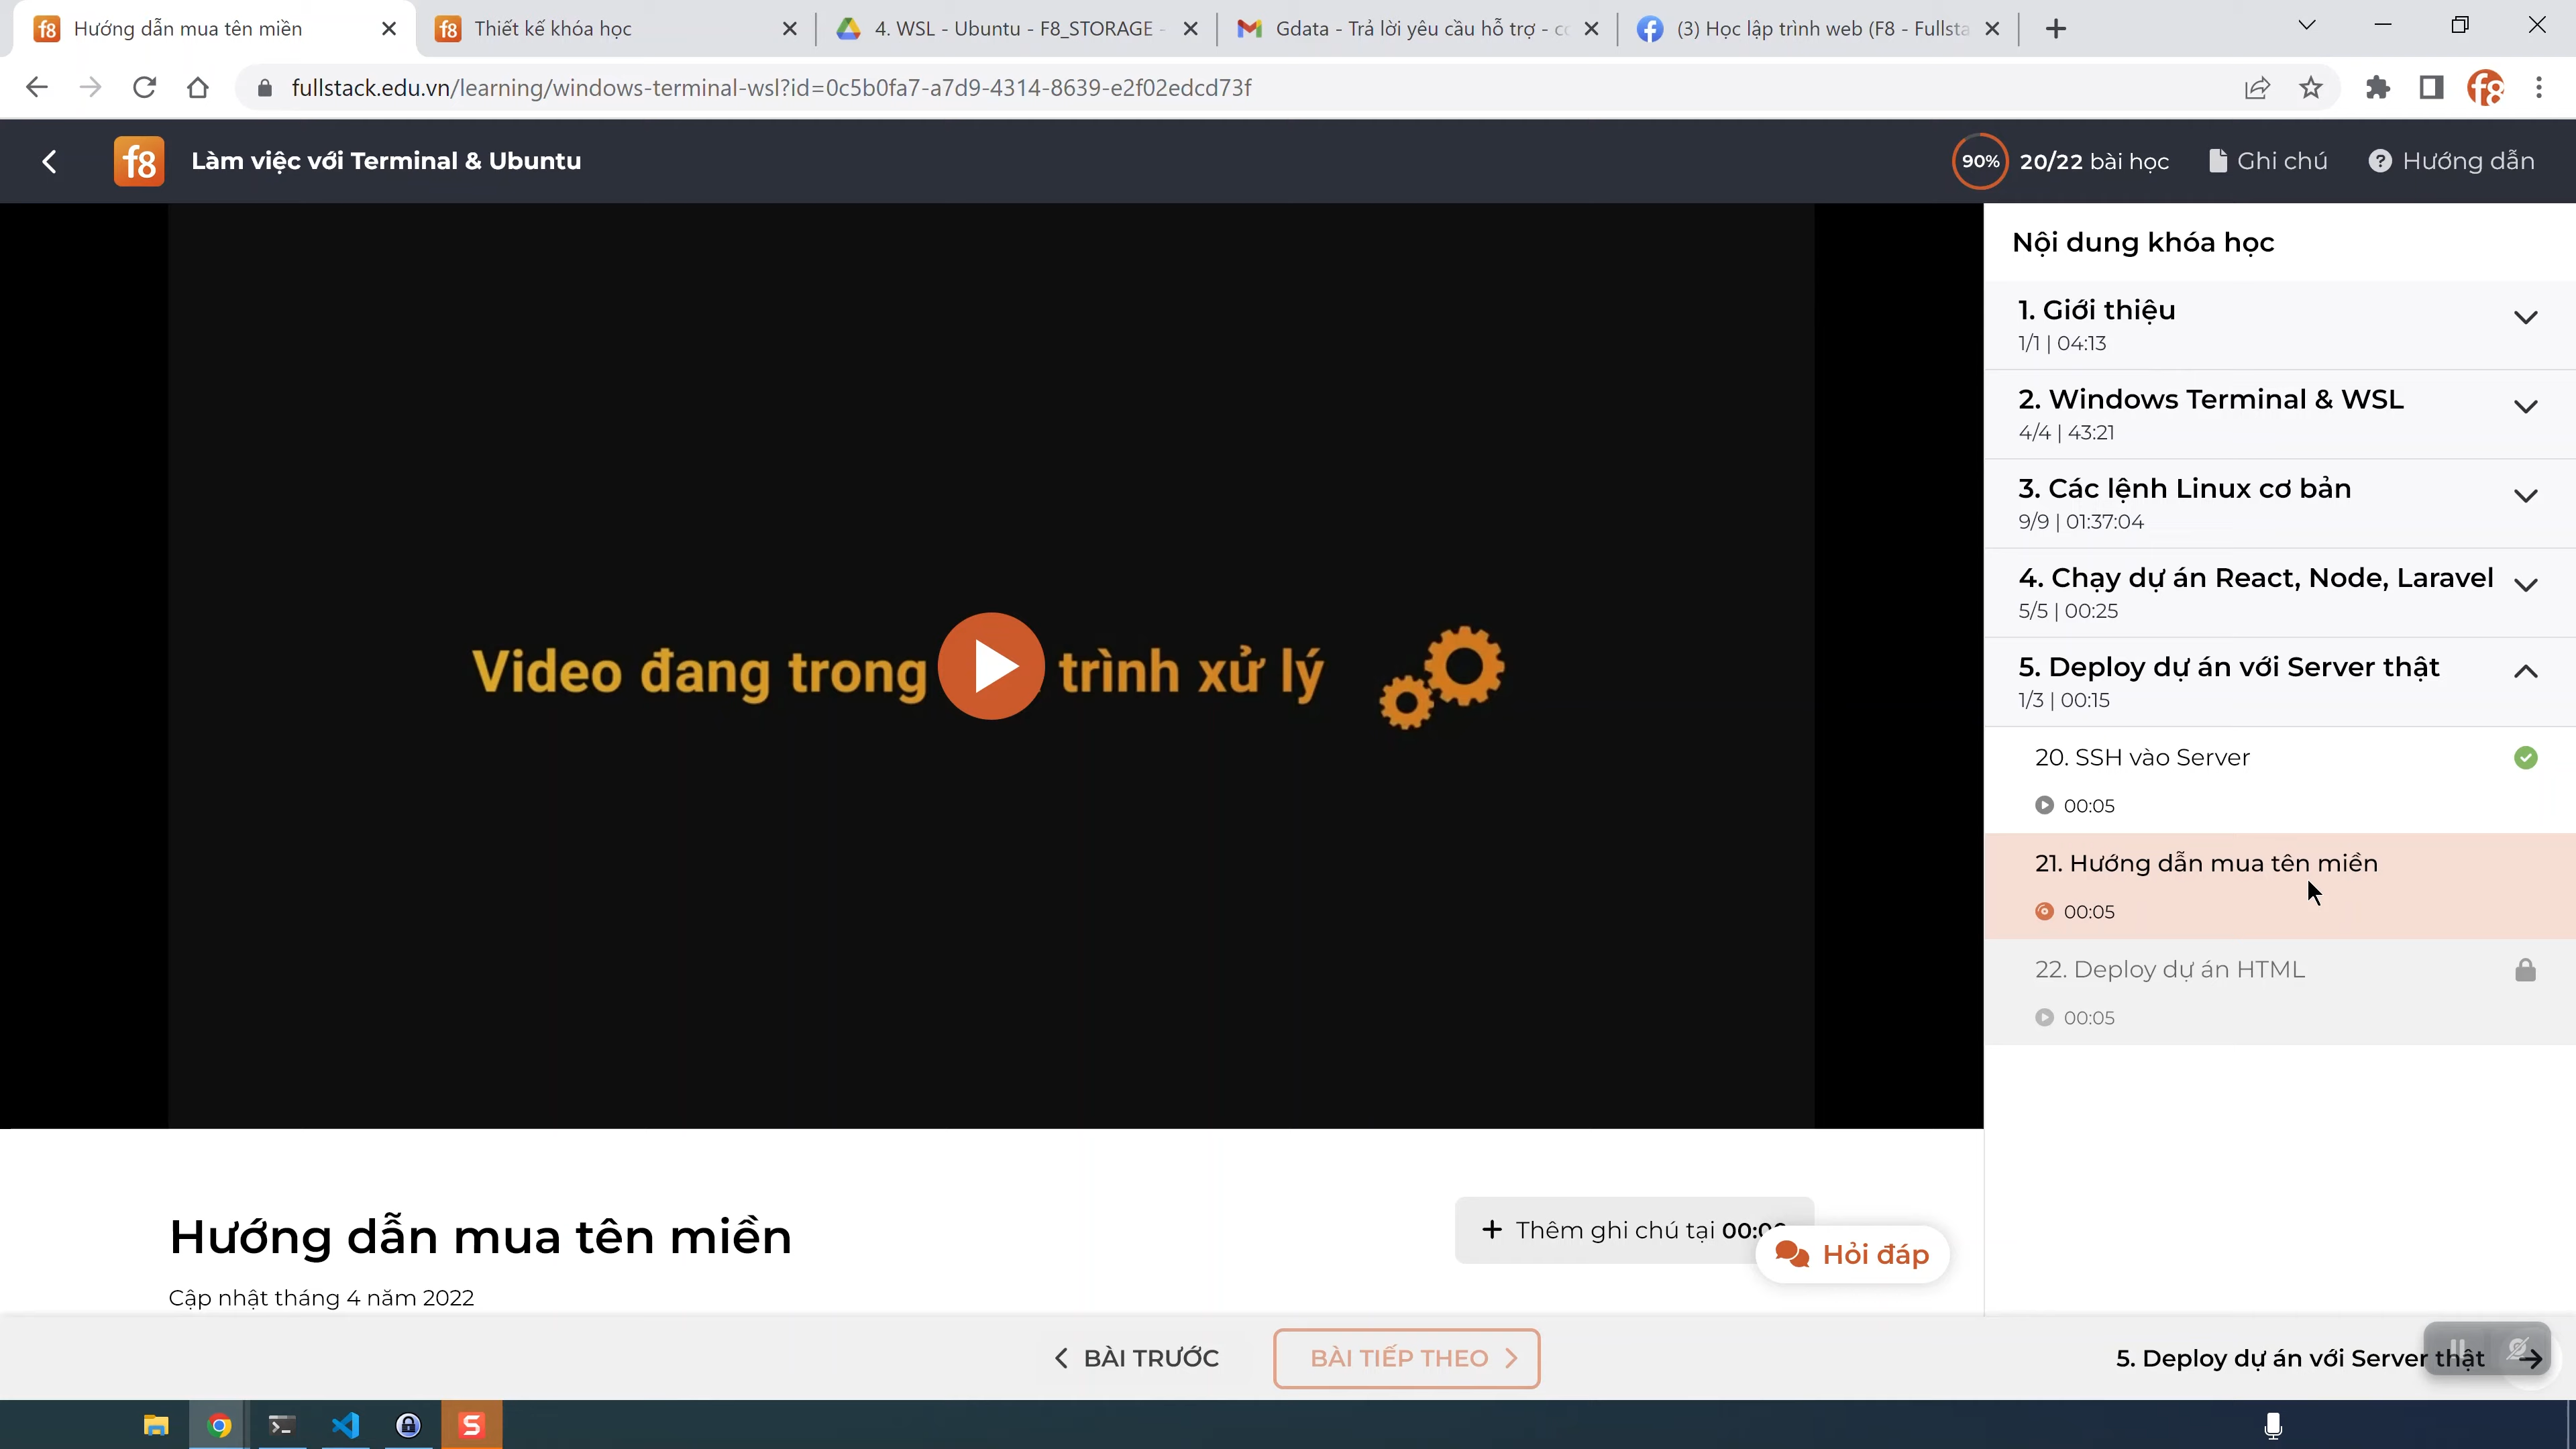 Hướng dẫn mua tên miền
Thiết kế khóa học
4. WSL - Ubuntu - F8_STORAGE -
Gdata - Trả lời yêu cầu hỗ trợ - co
(3) Học lập trình web (F8 - Fullsta
fullstack.edu.vn/learning/windows-terminal-wsl?id=0c5b0fa7-a7d9-4314-8639-e2f02edcd73f
f8
Làm việc với Terminal & Ubuntu
90%
20/22 bài học
Ghi chú
Hướng dẫn
Video đang trong trình xử lý
Nội dung khóa học
1. Giới thiệu
1/1 | 04:13
2. Windows Terminal & WSL
4/4 | 43:21
3. Các lệnh Linux cơ bản
9/9 | 01:37:04
4. Chạy dự án React, Node, Laravel
5/5 | 00:25
5. Deploy dự án với Server thật
1/3 | 00:15
20. SSH vào Server
00:05
21. Hướng dẫn mua tên miền
00:05
22. Deploy dự án HTML
00:05
Hướng dẫn mua tên miền
Cập nhật tháng 4 năm 2022
Thêm ghi chú tại
Hỏi đáp
BÀI TRƯỚC
BÀI TIẾP THEO
5. Deploy dự án với Server thật